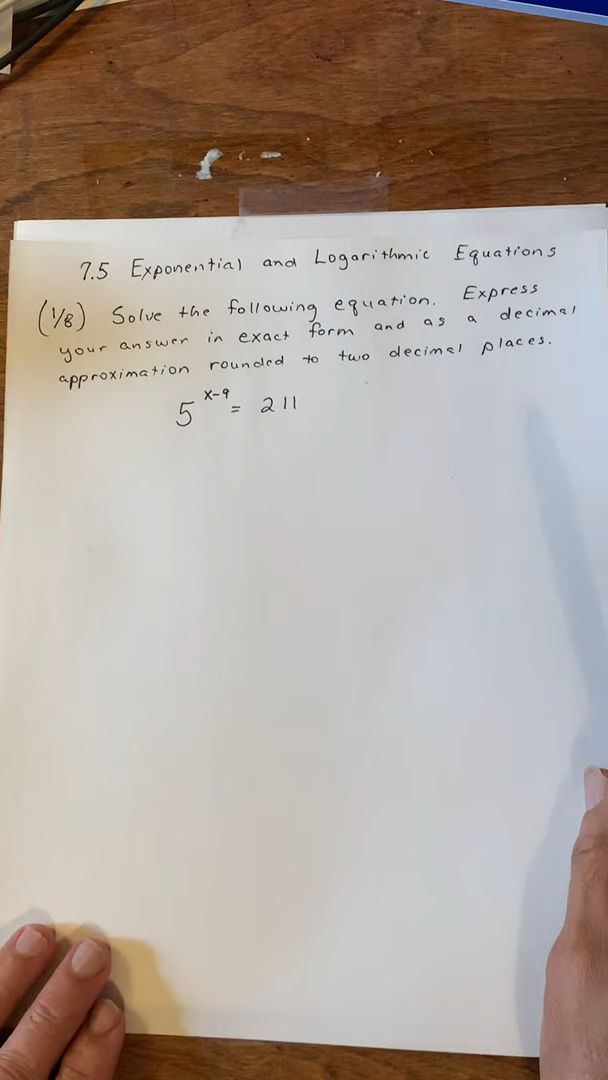 7.5 Exponential and Logarithmic Equations
(1/8) Solve the following equation. Express
your answer in exact form and as a decimal
approximation rounded to two decimal places.
5^{x-9} = 211